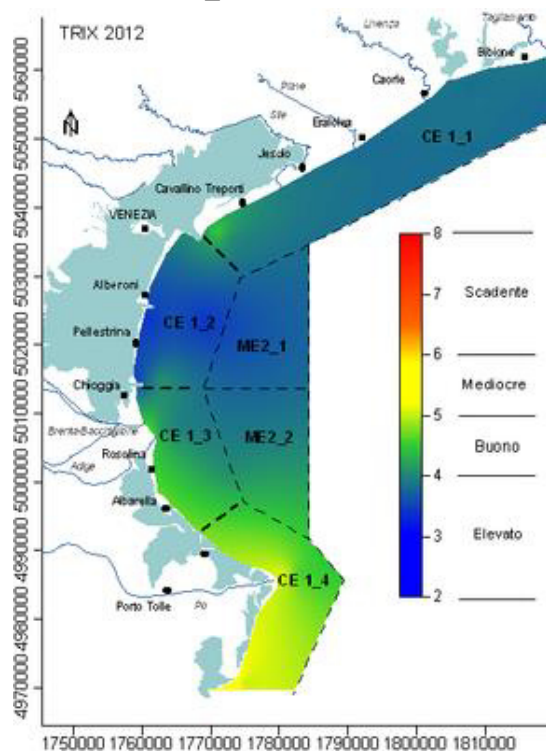 TRIX 2012
Tagliamento
Livenza
Bibione
Caorle
Piave
Eraclea
Sile
Jesolo
Cavallino Treporti
VENEZIA
Alberoni
Pellestrina
Chioggia
Brenta-Bacchiglione
Adige
Rosolina
Albarella
Porto Tolle
Po
N
CE 1_1
CE 1_2
ME2_1
CE 1_3
ME2_2
CE 1_4
8
7
6
5
4
3
2
Scadente
Mediocre
Buono
Elevato
5060000
5050000
5040000
5030000
5020000
5010000
5000000
4990000
4980000
4970000
1750000 1760000 1770000 1780000 1790000 1800000 1810000